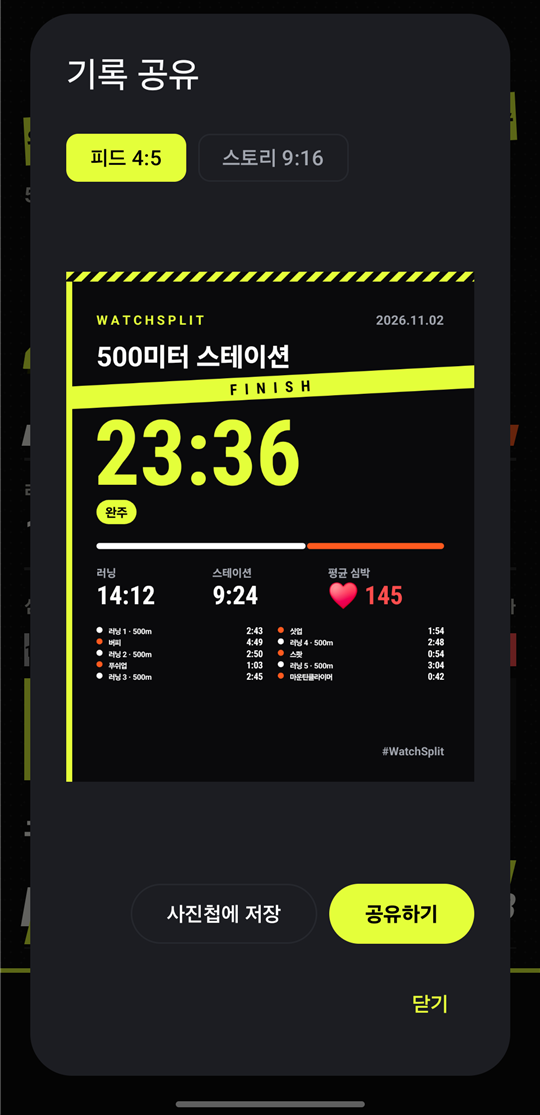 기록 공유
피드 4:5
스토리 9:16
WATCHSPLIT
2026.11.02
500미터 스테이션
FINISH
23:36
완주
러닝
스테이션
평균 심박
14:12
9:24
145
러닝 1 · 500m 2:43
버피 4:49
러닝 2 · 500m 2:50
푸쉬업 1:03
러닝 3 · 500m 2:45
싯업 1:54
러닝 4 · 500m 2:48
스쾃 0:54
러닝 5 · 500m 3:04
마운틴클라이머 0:42
#WatchSplit
사진첩에 저장
공유하기
닫기